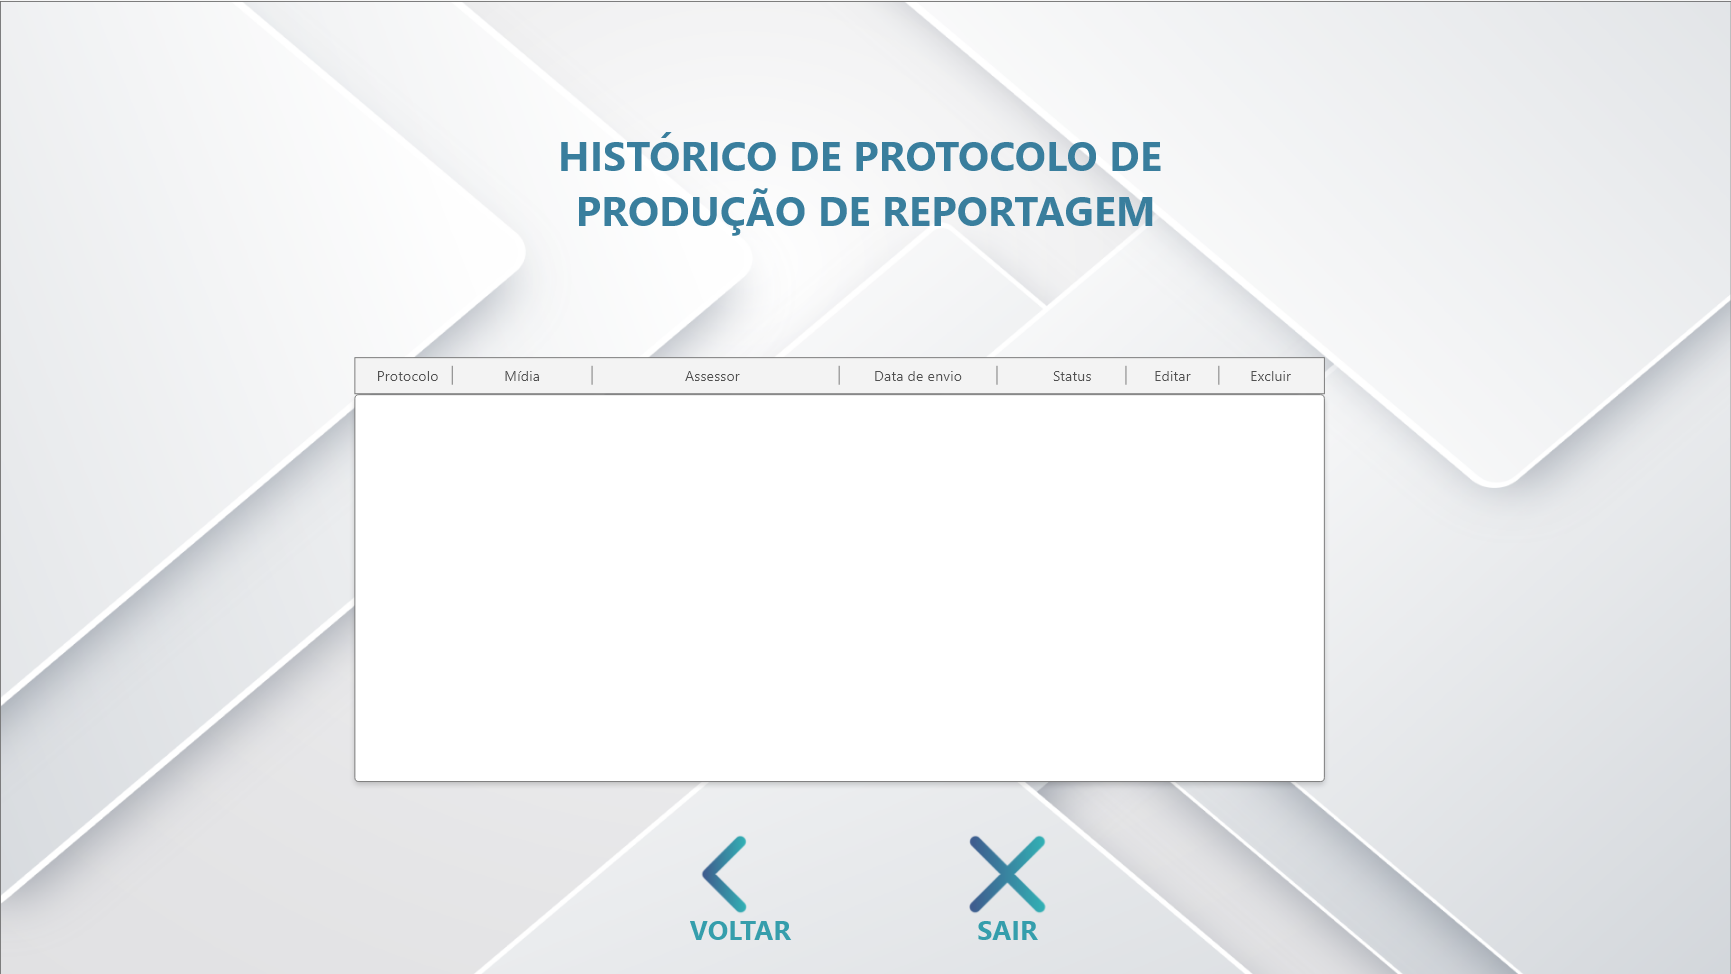 HISTÓRICO DE PROTOCOLO DE
PRODUÇÃO DE REPORTAGEM
Protocolo | Mídia | Assessor | Data de envio | Status | Editar | Excluir
VOLTAR SAIR